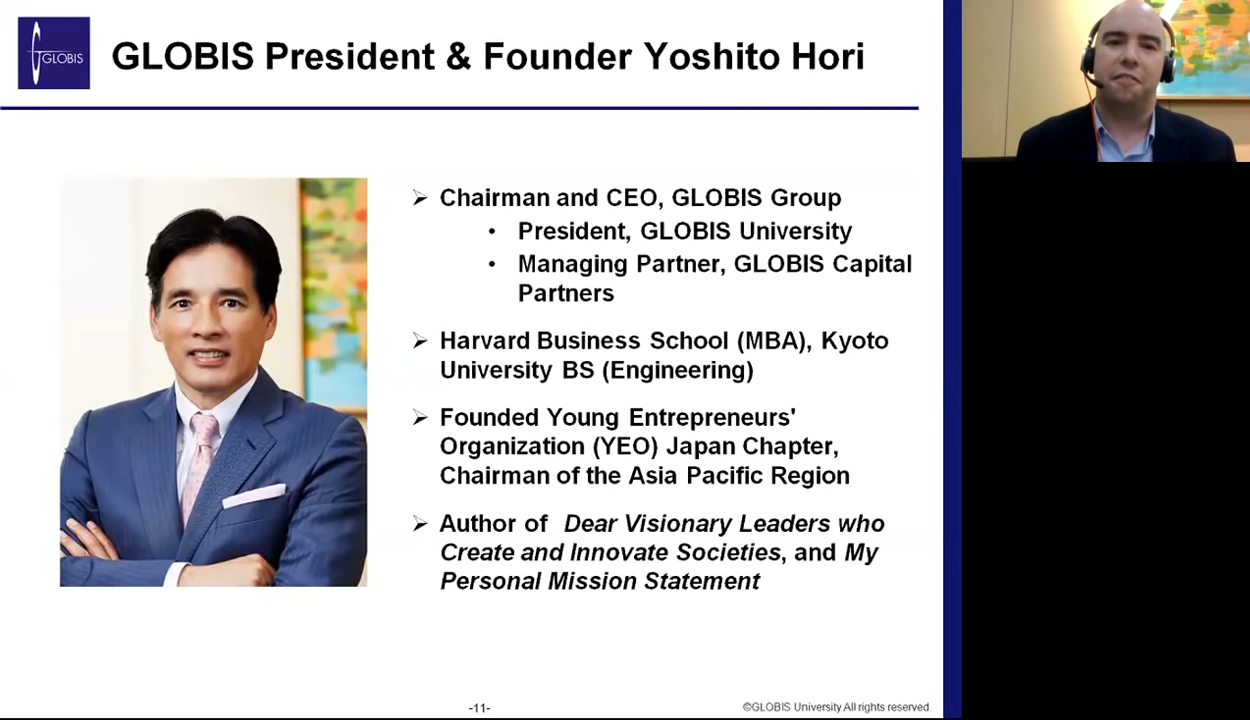 GLOBIS
GLOBIS President & Founder Yoshito Hori
➢ Chairman and CEO, GLOBIS Group
• President, GLOBIS University
• Managing Partner, GLOBIS Capital
Partners
➢ Harvard Business School (MBA), Kyoto
University BS (Engineering)
➢ Founded Young Entrepreneurs'
Organization (YEO) Japan Chapter,
Chairman of the Asia Pacific Region
➢ Author of Dear Visionary Leaders who
Create and Innovate Societies, and My
Personal Mission Statement
-11-
©GLOBIS University All rights reserved.